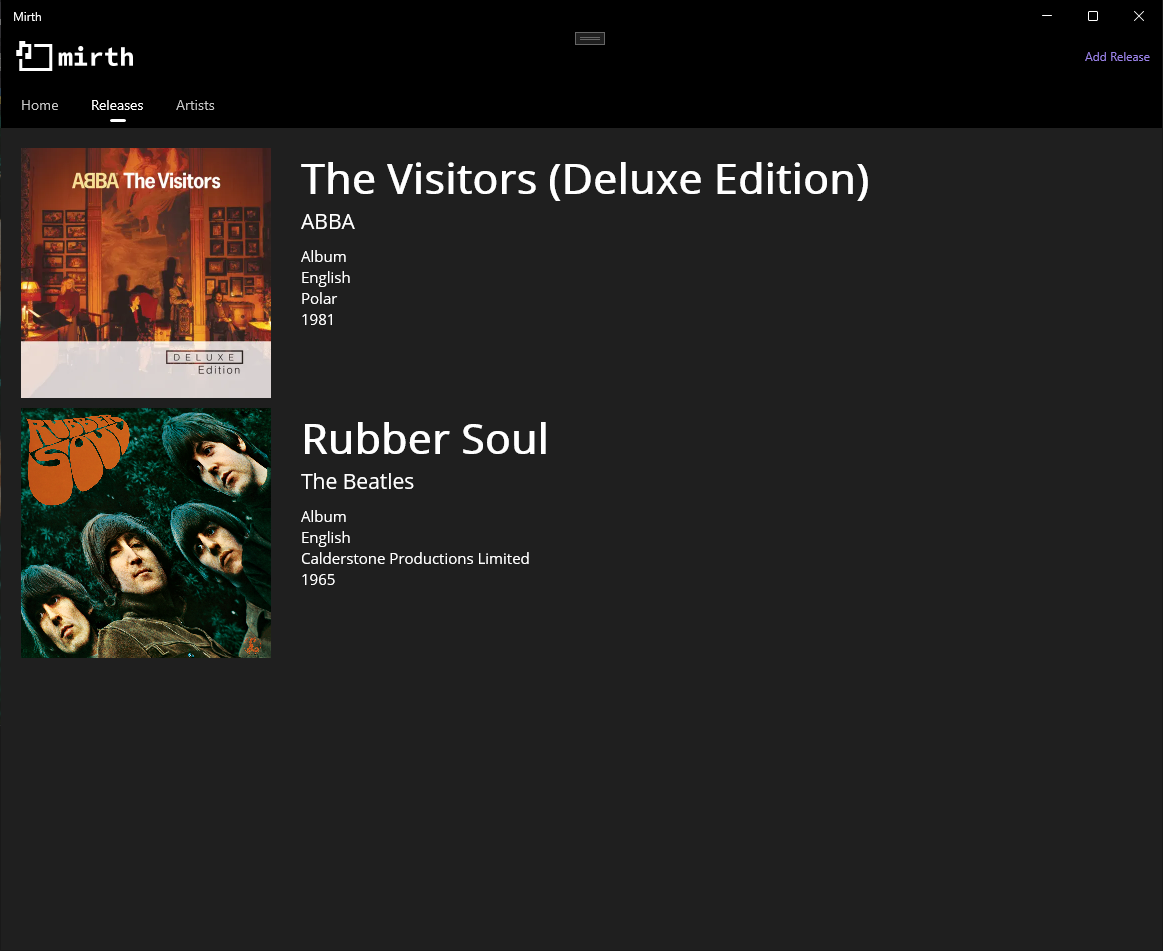 Mirth
mirth
Add Release
Home Releases Artists
ABBA The Visitors
DELUXE
Edition
The Visitors (Deluxe Edition)
ABBA
Album
English
Polar
1981
RUBBER
SOUL
Rubber Soul
The Beatles
Album
English
Calderstone Productions Limited
1965